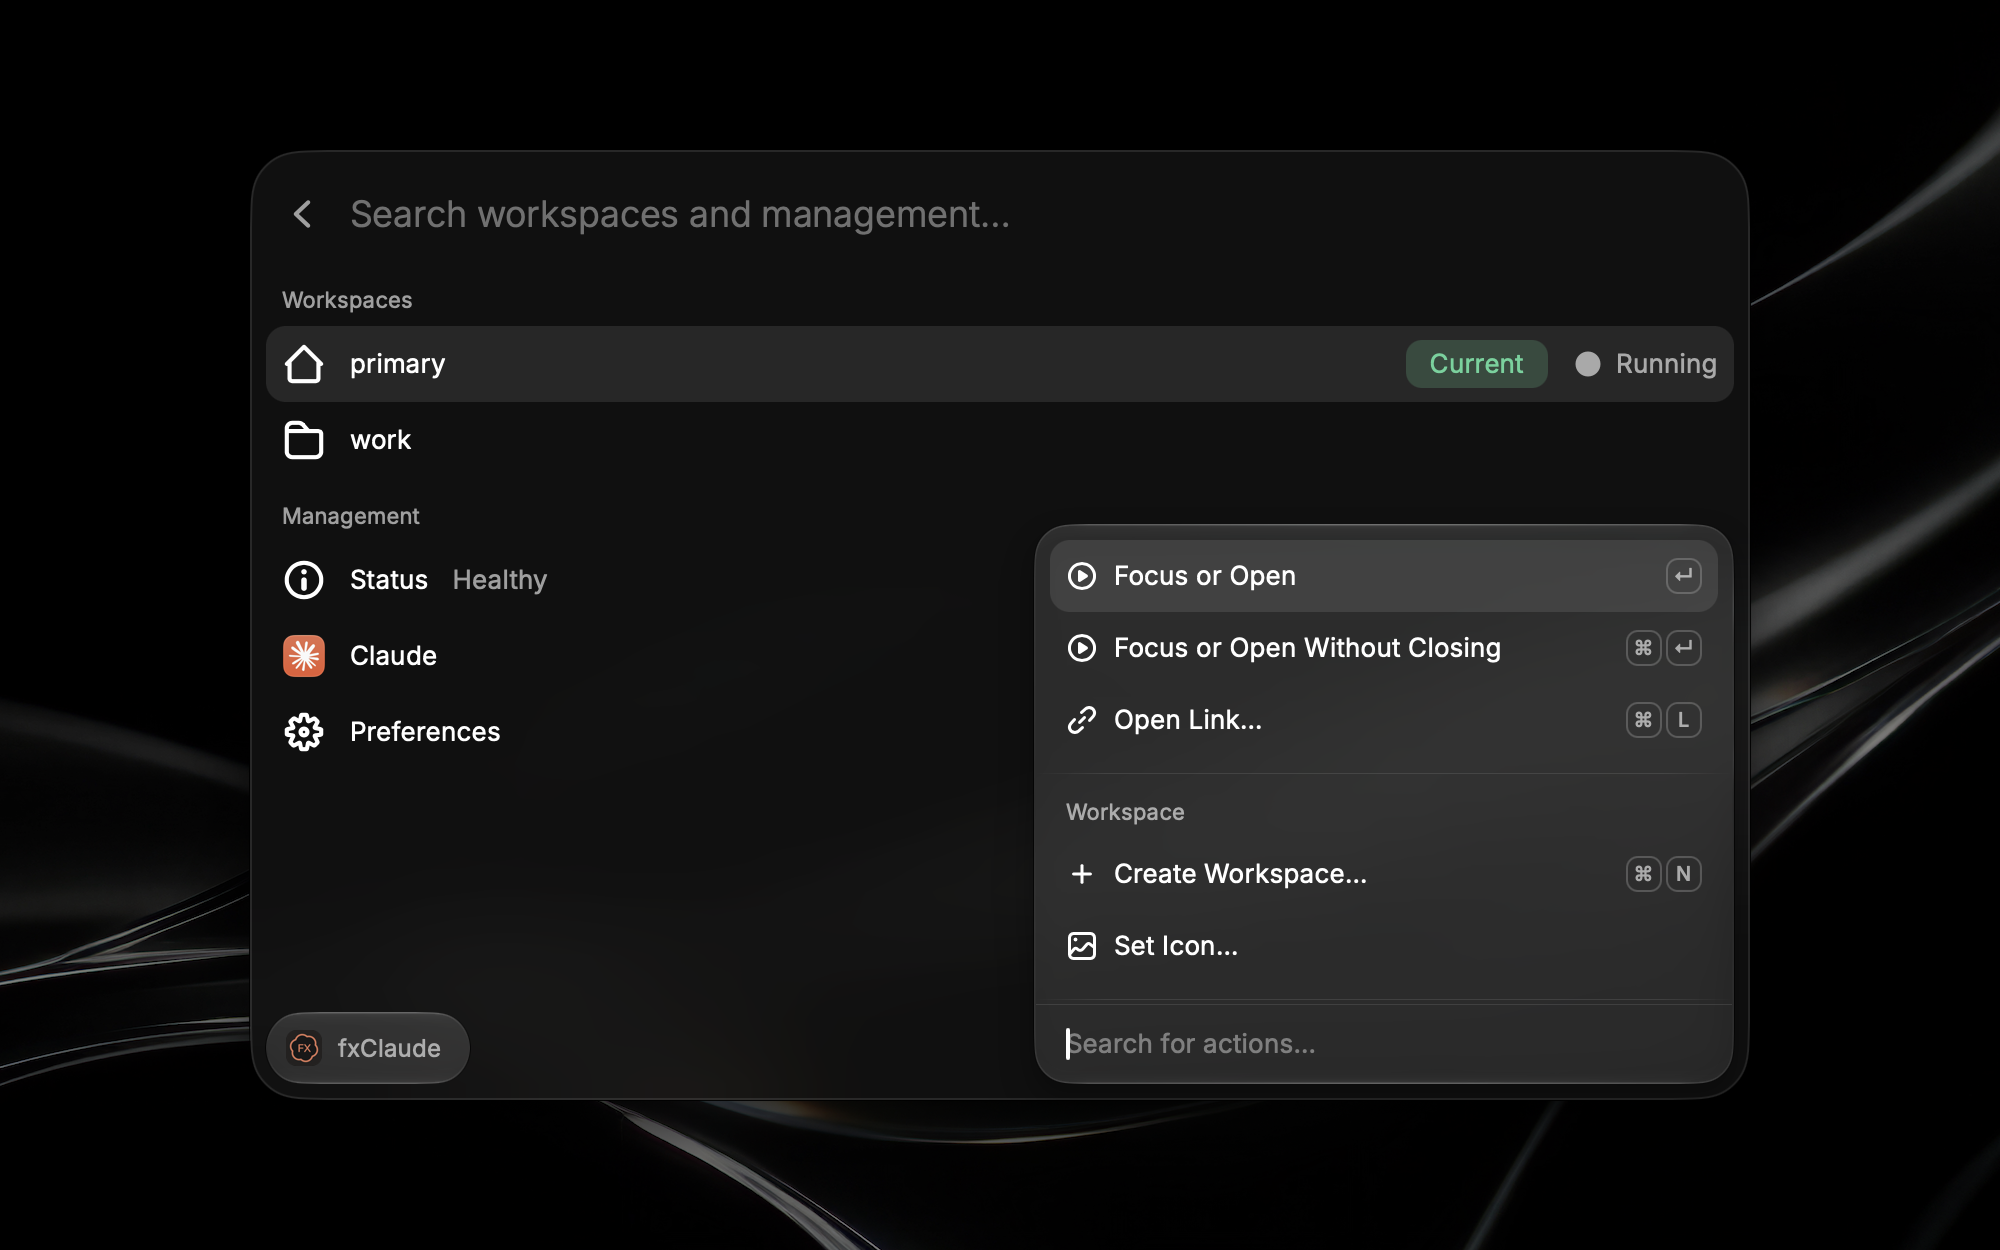 Search workspaces and management...
Workspaces
primary Current Running
work
Management
Status Healthy
Claude
Preferences
Focus or Open ↵
Focus or Open Without Closing ⌘ ↵
Open Link... ⌘ L
Workspace
+ Create Workspace... ⌘ N
Set Icon...
Search for actions...
FX fxClaude